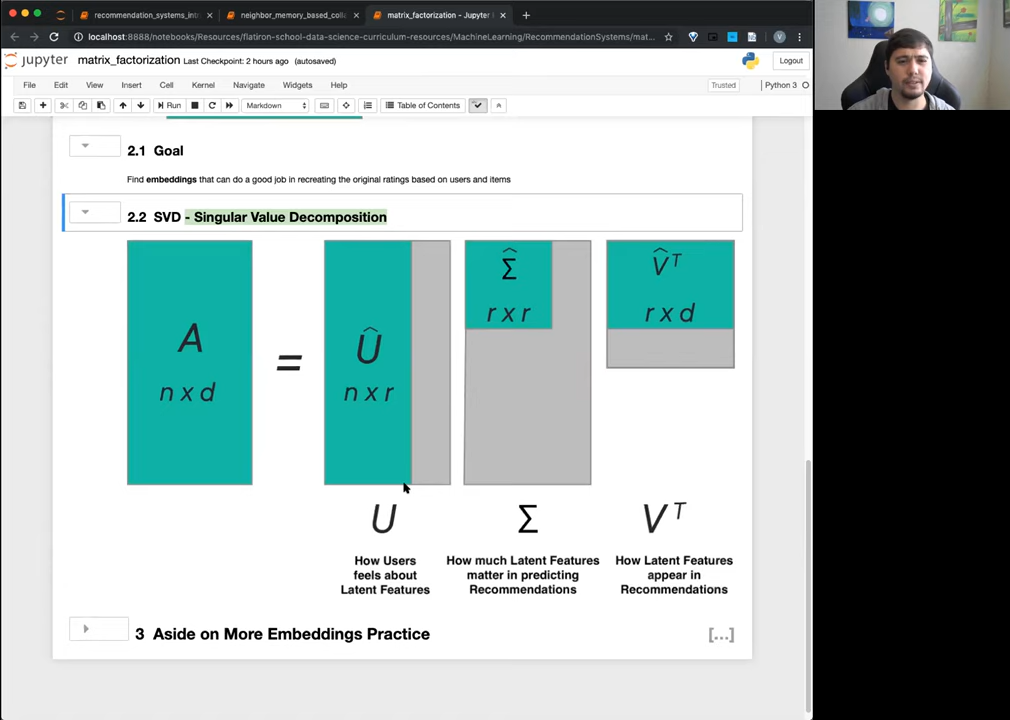 recommendation_systems_int
neighbor_memory_based_colla
matrix_factorization - Jupyter
localhost:8888/notebooks/Resources/flatiron-school-data-science-curriculum-resources/MachineLearning/RecommendationSystems/mat...
jupyter matrix_factorization Last Checkpoint: 2 hours ago (autosaved)
Logout
File Edit View Insert Cell Kernel Navigate Widgets Help
Trusted
Python 3
Run
Markdown
Table of Contents
2.1 Goal
Find embeddings that can do a good job in recreating the original ratings based on users and items
2.2 SVD - Singular Value Decomposition
A
n x d
=
Û
n x r
Σ̂
r x r
V̂ᵀ
r x d
U
Σ
Vᵀ
How Users
feels about
Latent Features
How much Latent Features
matter in predicting
Recommendations
How Latent Features
appear in
Recommendations
3 Aside on More Embeddings Practice
[...]